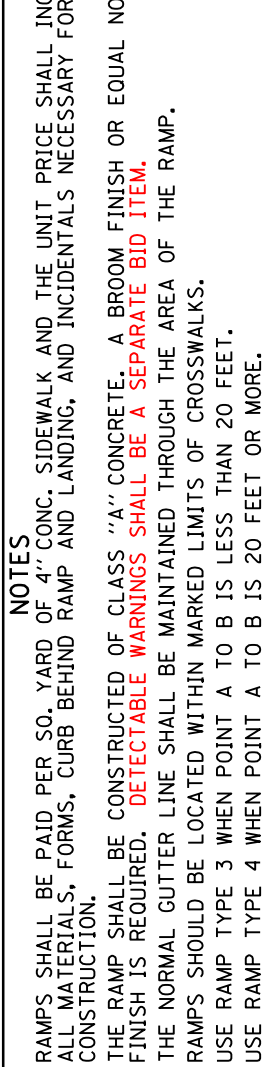 NOTES
RAMPS SHALL BE PAID PER SQ. YARD OF 4" CONC. SIDEWALK AND THE UNIT PRICE SHALL
ALL MATERIALS, FORMS, CURB BEHIND RAMP AND LANDING, AND INCIDENTALS NECESSARY FOR
CONSTRUCTION.
THE RAMP SHALL BE CONSTRUCTED OF CLASS "A" CONCRETE. A BROOM FINISH OR EQUAL
FINISH IS REQUIRED. DETECTABLE WARNINGS SHALL BE A SEPARATE BID ITEM.
THE NORMAL GUTTER LINE SHALL BE MAINTAINED THROUGH THE AREA OF THE RAMP.
RAMPS SHOULD BE LOCATED WITHIN MARKED LIMITS OF CROSSWALKS.
USE RAMP TYPE 3 WHEN POINT A TO B IS LESS THAN 20 FEET.
USE RAMP TYPE 4 WHEN POINT A TO B IS 20 FEET OR MORE.